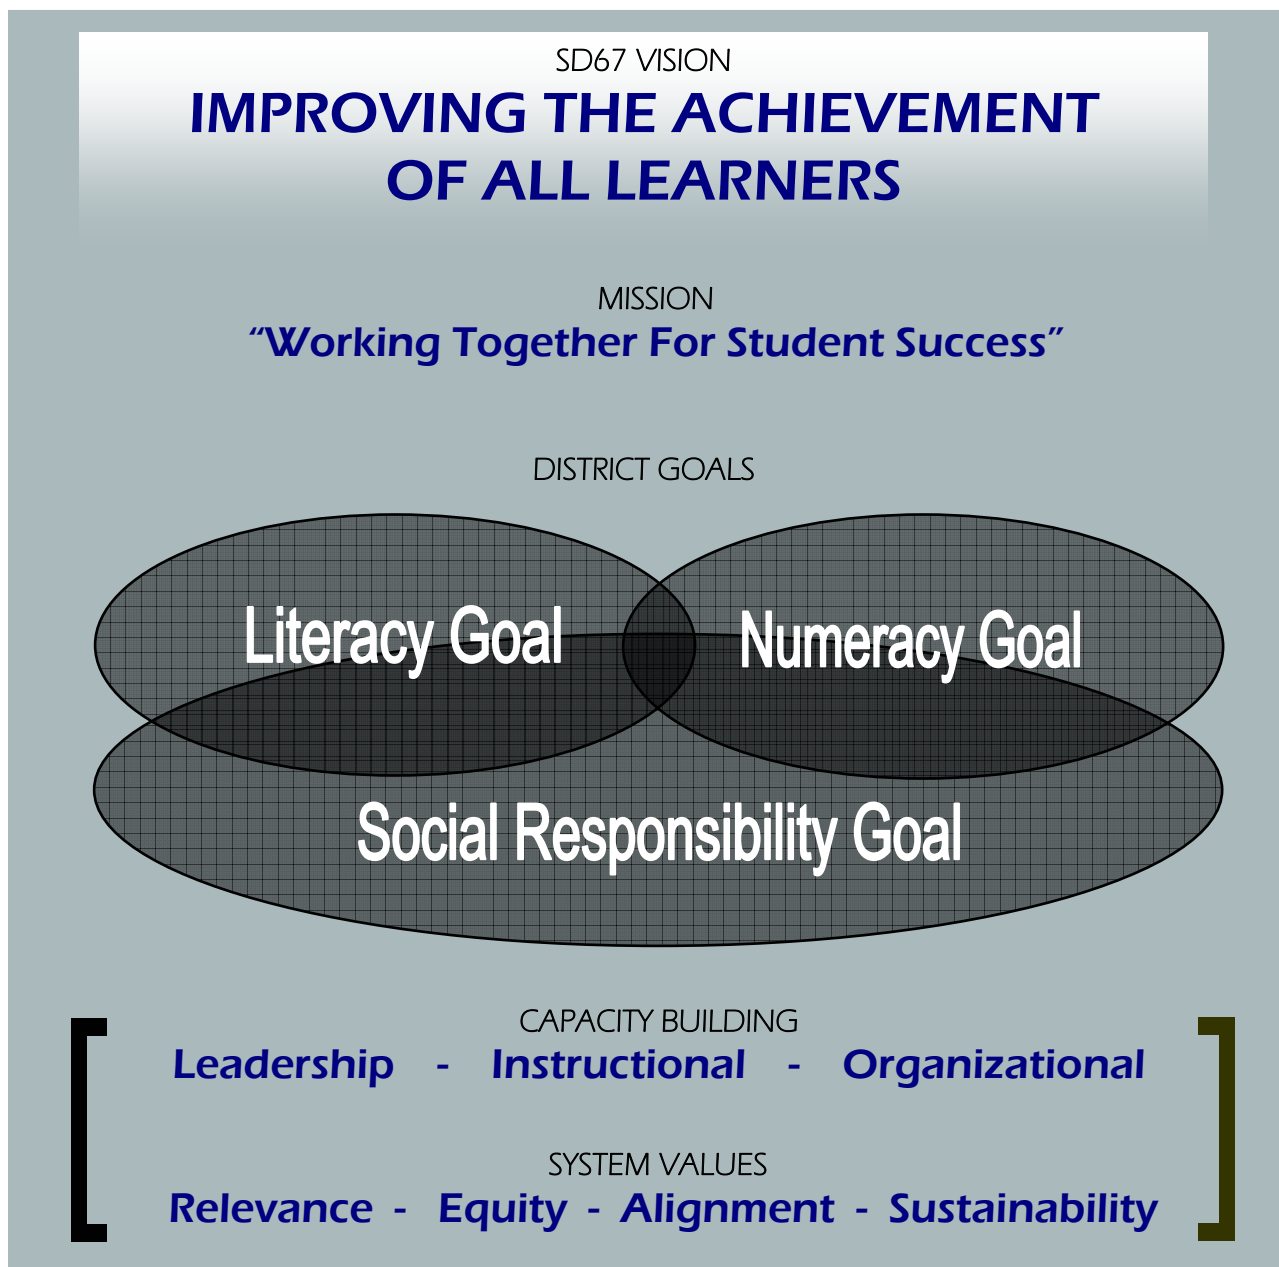 SD67 VISION
IMPROVING THE ACHIEVEMENT
OF ALL LEARNERS
MISSION
“Working Together For Student Success”
DISTRICT GOALS
Literacy Goal
Numeracy Goal
Social Responsibility Goal
CAPACITY BUILDING
Leadership - Instructional - Organizational
SYSTEM VALUES
Relevance - Equity - Alignment - Sustainability